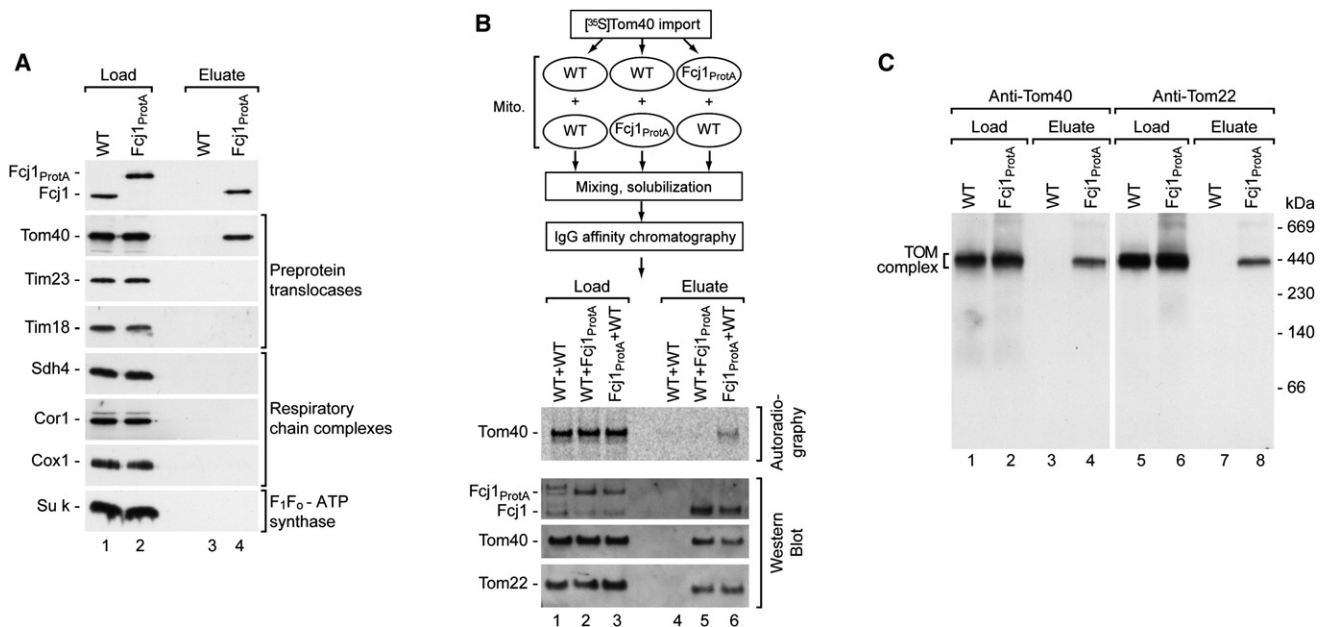 A
Load
Eluate
WT
Fcj1ProtA
WT
Fcj1ProtA
Fcj1ProtA -
Fcj1 -
Tom40 -
Tim23 -
Tim18 -
Preprotein
translocases
Sdh4 -
Cor1 -
Cox1 -
Respiratory
chain complexes
Su k -
F1Fo - ATP
synthase
1 2 3 4
B
[35S]Tom40 import
Mito.
WT WT Fcj1ProtA
+ + +
WT Fcj1ProtA WT
Mixing, solubilization
IgG affinity chromatography
Load
Eluate
WT+WT
WT+Fcj1ProtA
Fcj1ProtA+WT
WT+WT
WT+Fcj1ProtA
Fcj1ProtA+WT
Tom40 -
Autoradio-
graphy
Fcj1ProtA -
Fcj1 -
Tom40 -
Tom22 -
Western
Blot
1 2 3 4 5 6
C
Anti-Tom40 Anti-Tom22
Load Eluate Load Eluate
WT
Fcj1ProtA
WT
Fcj1ProtA
WT
Fcj1ProtA
WT
Fcj1ProtA
kDa
TOM
complex
- 669
- 440
- 230
- 140
- 66
1 2 3 4 5 6 7 8